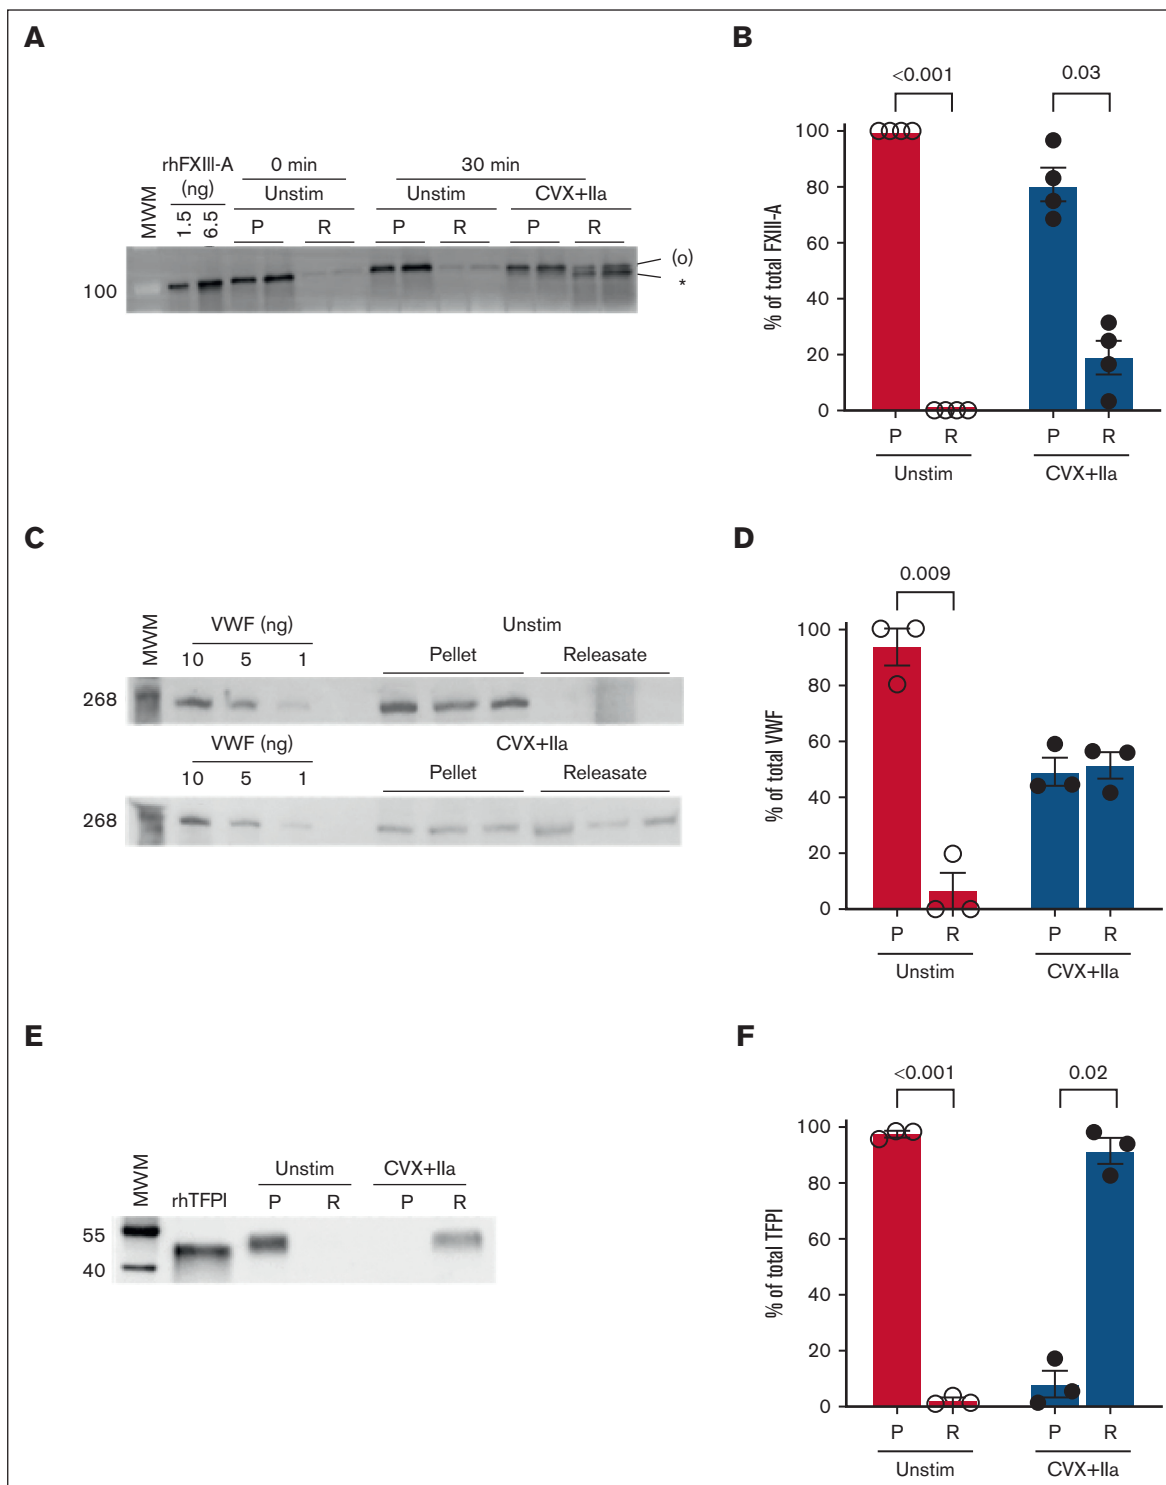 A
MWM
rhFXIII-A
(ng)
1.5
6.5
0 min
Unstim
P
R
30 min
Unstim
CVX+IIa
P
R
P
R
100
(o)
*
B
<0.001
0.03
% of total FXIII-A
100
80
60
40
20
0
P
R
P
R
Unstim
CVX+IIa
C
MWM
VWF (ng)
10 5 1
Unstim
Pellet
Releasate
268
VWF (ng)
10 5 1
CVX+IIa
Pellet
Releasate
268
D
0.009
% of total VWF
100
80
60
40
20
0
P
R
P
R
Unstim
CVX+IIa
E
MWM
rhTFPI
Unstim
CVX+IIa
P
R
P
R
55
40
F
<0.001
0.02
% of total TFPI
100
80
60
40
20
0
P
R
P
R
Unstim
CVX+IIa